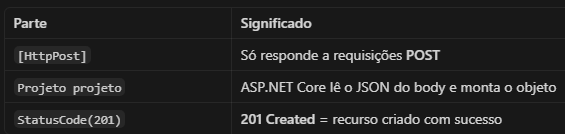 Parte Significado
[HttpPost] Só responde a requisições POST
Projeto projeto ASP.NET Core lê o JSON do body e monta o objeto
StatusCode(201) 201 Created = recurso criado com sucesso